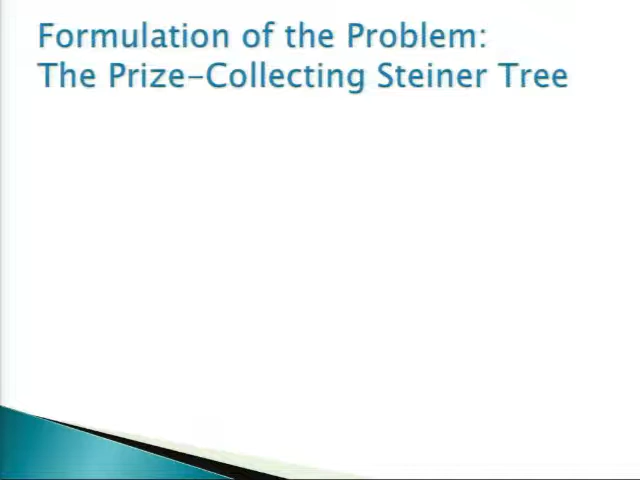 Formulation of the Problem:
The Prize-Collecting Steiner Tree